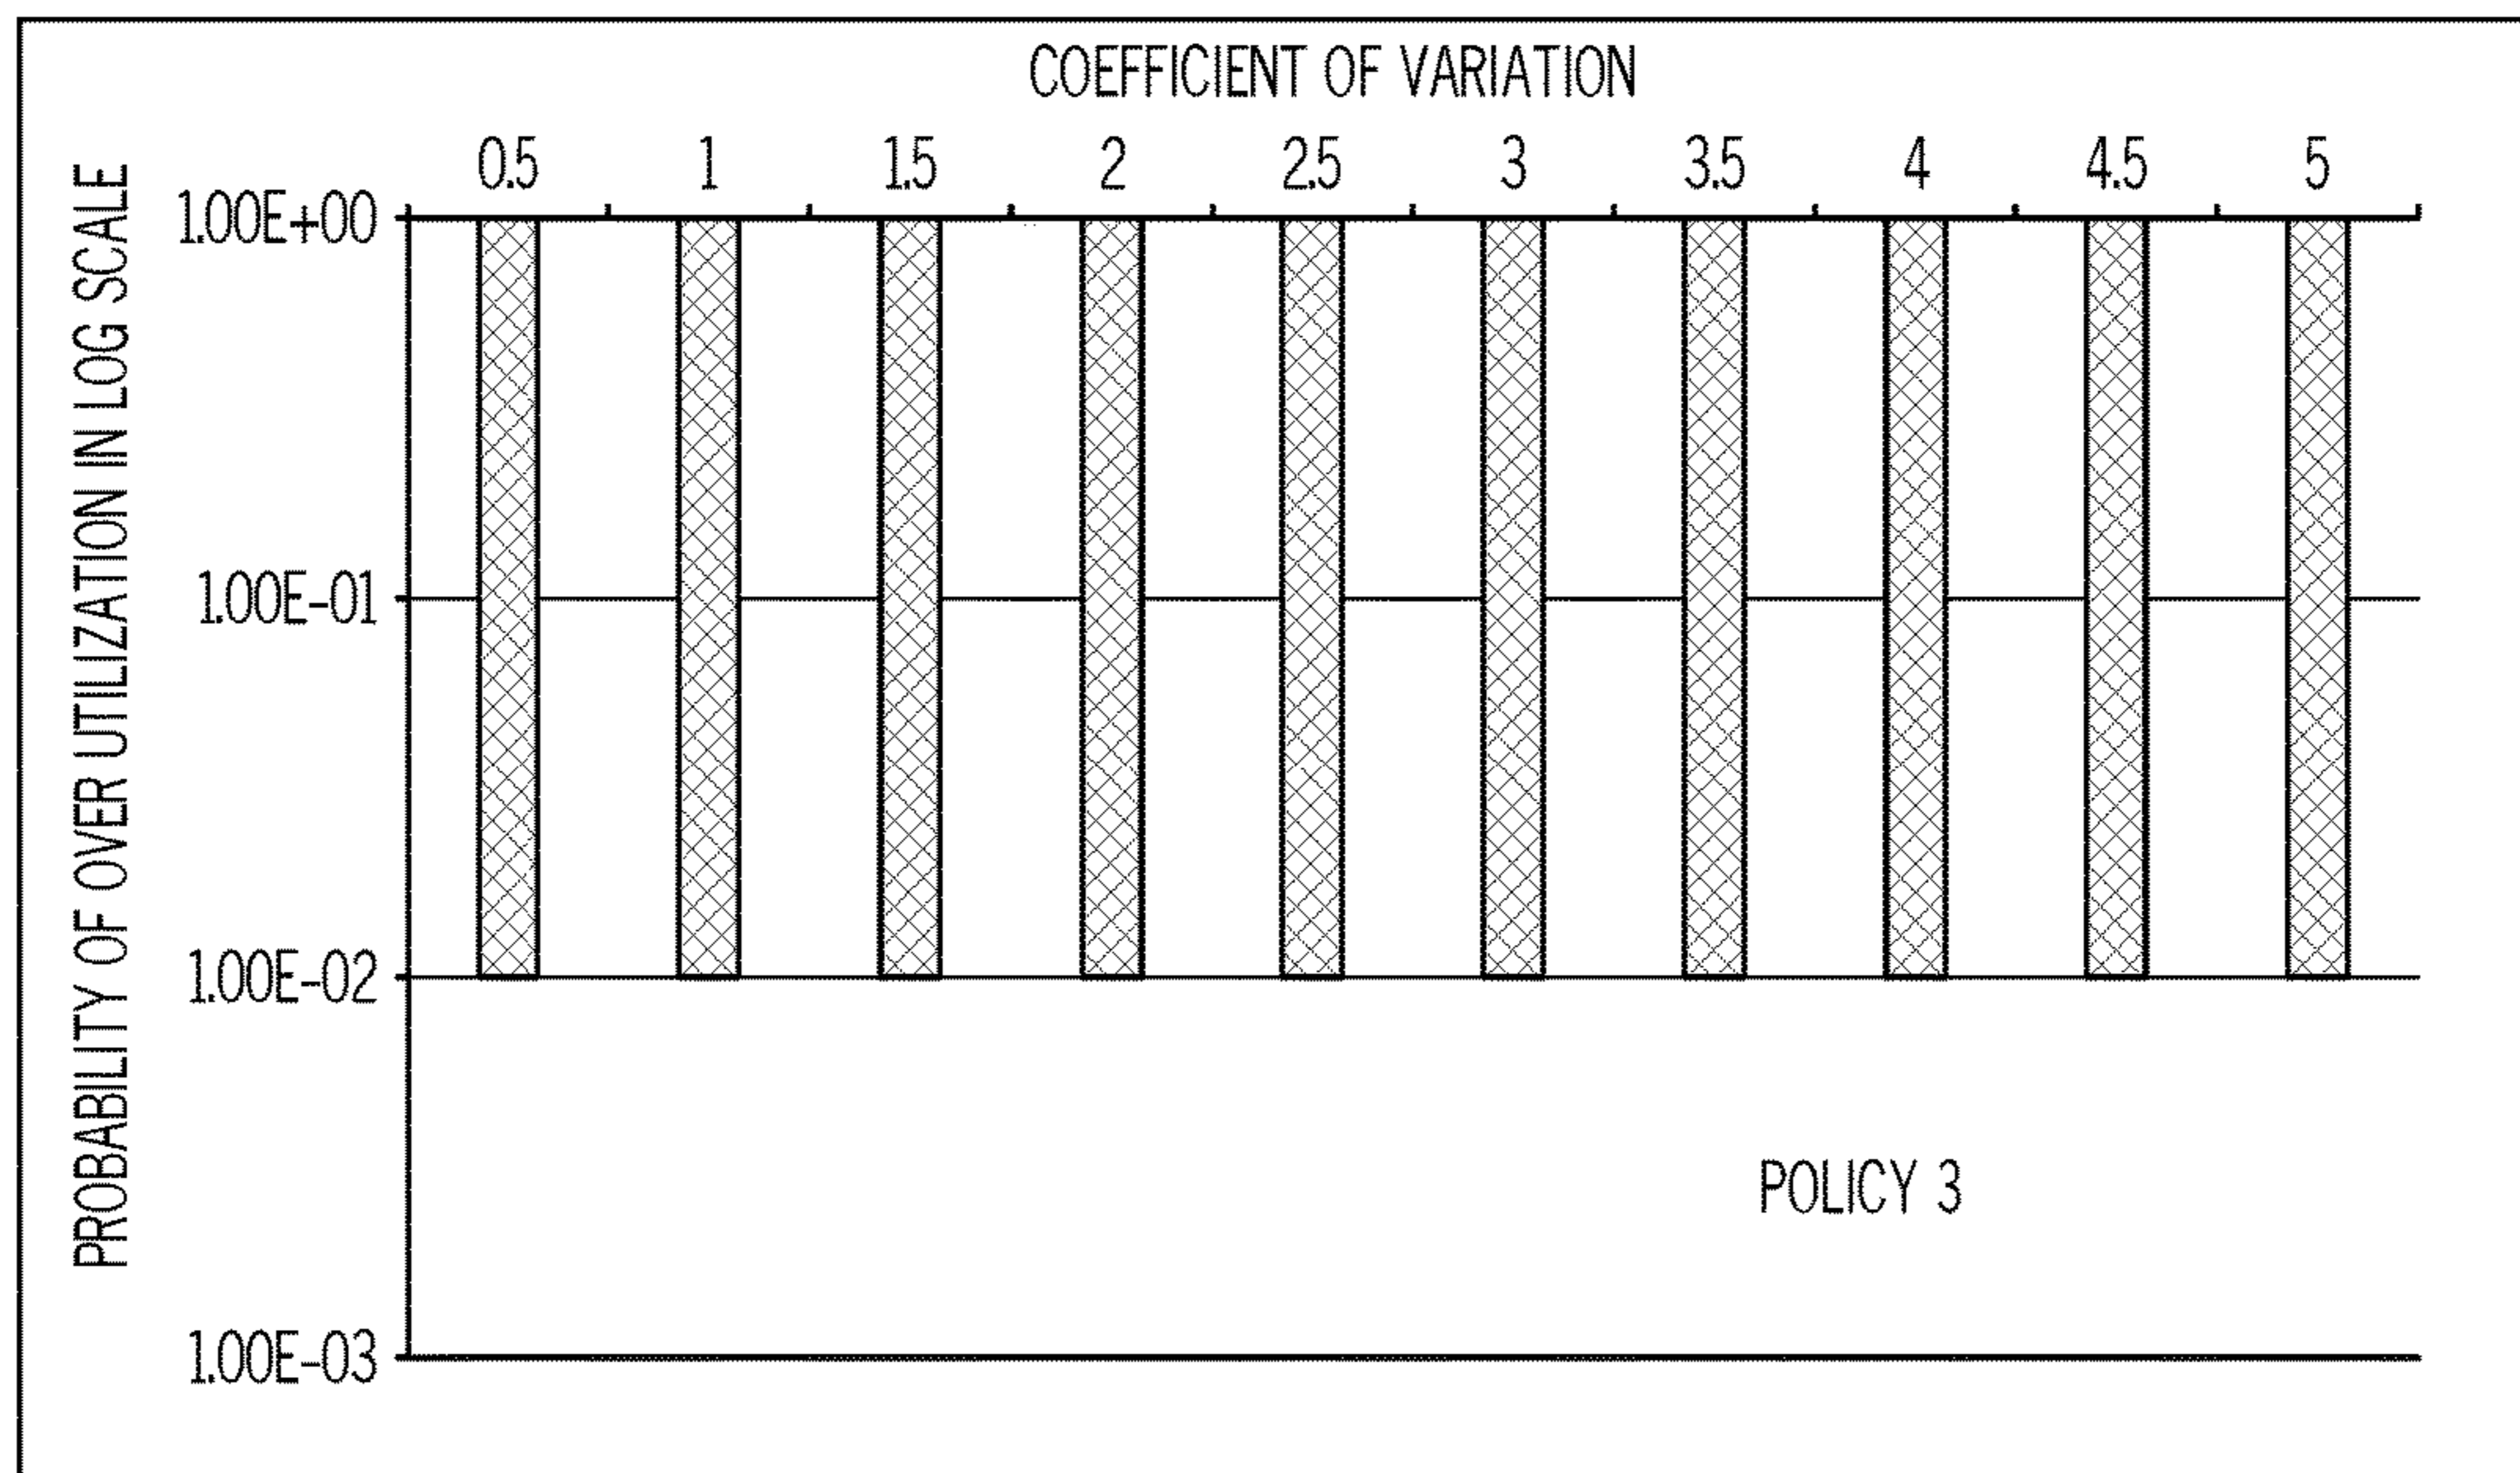 COEFFICIENT OF VARIATION
0.5 1 1.5 2 2.5 3 3.5 4 4.5 5
PROBABILITY OF OVER UTILIZATION IN LOG SCALE
1.00E+00
1.00E-01
1.00E-02
1.00E-03
POLICY 3